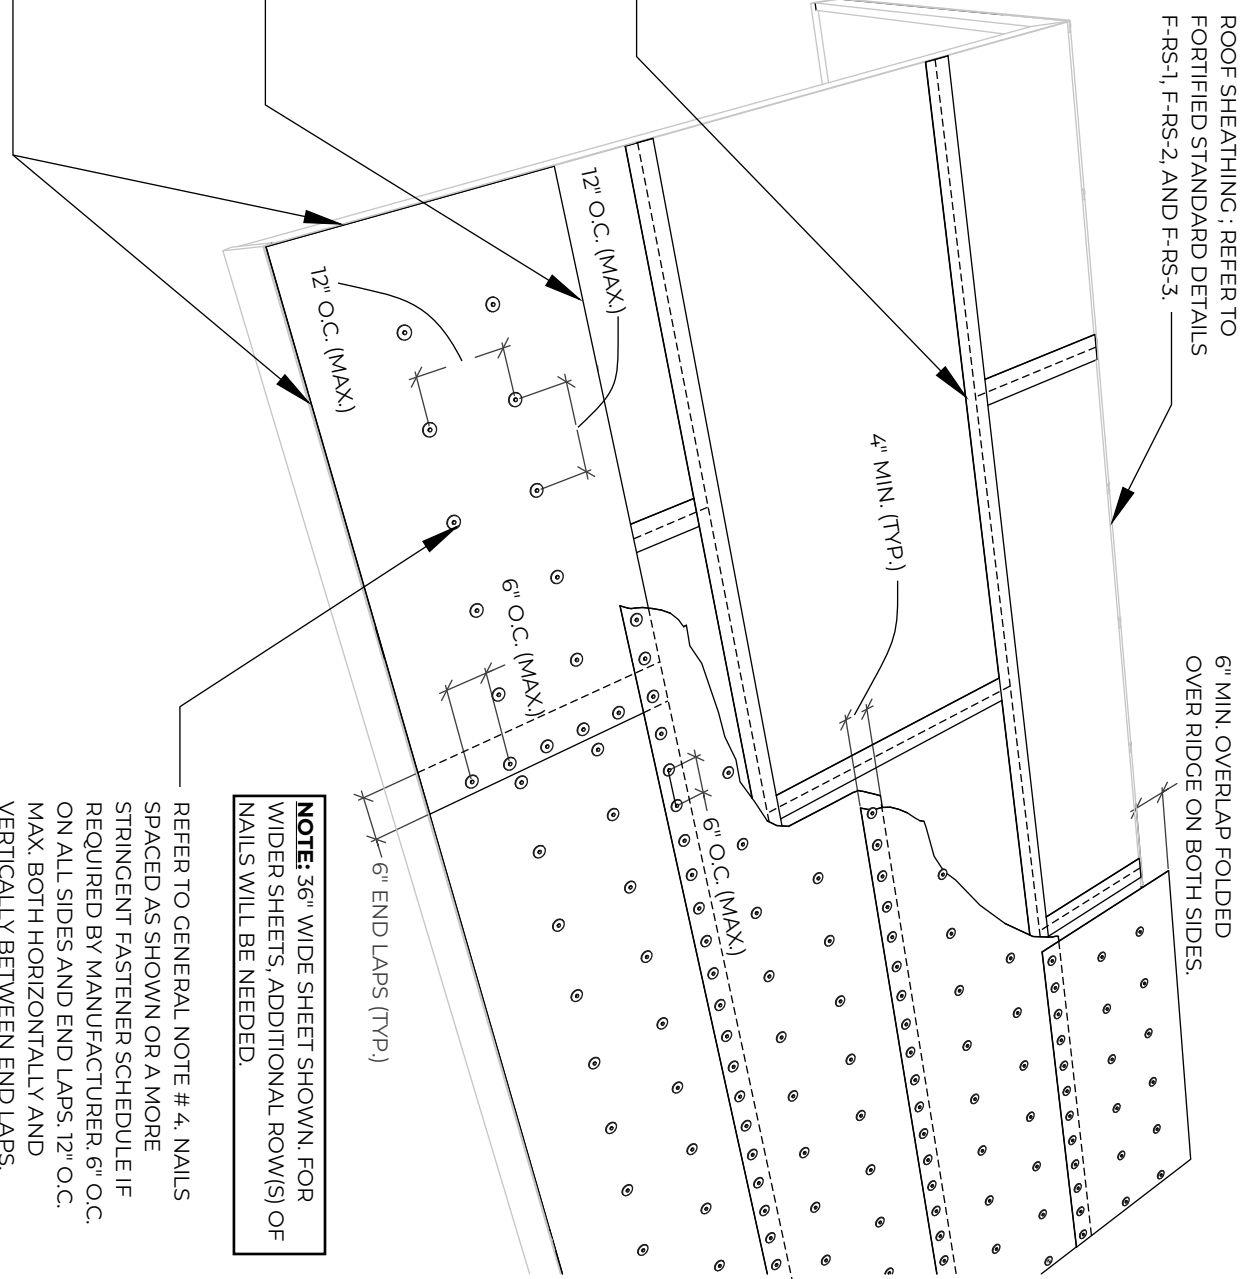 ROOF SHEATHING; REFER TO
FORTIFIED STANDARD DETAILS
F-RS-1, F-RS-2, AND F-RS-3.
6" MIN. OVERLAP FOLDED
OVER RIDGE ON BOTH SIDES.
4" MIN. (TYP.)
12" O.C. (MAX.)
12" O.C. (MAX.)
6" O.C. (MAX.)
6" O.C. (MAX.)
6" END LAPS (TYP.)
NOTE: 36" WIDE SHEET SHOWN. FOR
WIDER SHEETS, ADDITIONAL ROW(S) OF
NAILS WILL BE NEEDED.
REFER TO GENERAL NOTE # 4. NAILS
SPACED AS SHOWN OR A MORE
STRINGENT FASTENER SCHEDULE IF
REQUIRED BY MANUFACTURER. 6" O.C.
ON ALL SIDES AND END LAPS. 12" O.C.
MAX. BOTH HORIZONTALLY AND
VERTICALLY BETWEEN END LAPS.